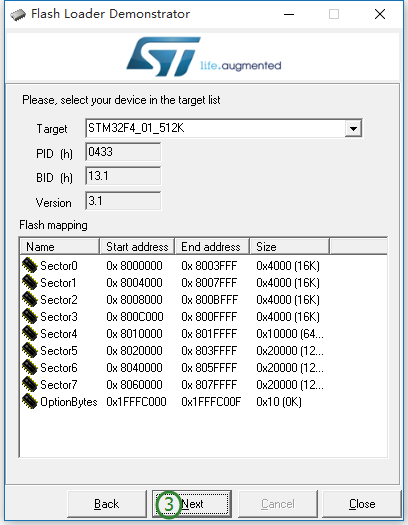 Flash Loader Demonstrator
life.augmented
Please, select your device in the target list
Target STM32F4_01_512K
PID (h) 0433
BID (h) 13.1
Version 3.1
Flash mapping
Name Start address End address Size
Sector0 0x 8000000 0x 8003FFF 0x4000 (16K)
Sector1 0x 8004000 0x 8007FFF 0x4000 (16K)
Sector2 0x 8008000 0x 800BFFF 0x4000 (16K)
Sector3 0x 800C000 0x 800FFFF 0x4000 (16K)
Sector4 0x 8010000 0x 801FFFF 0x10000 (64...
Sector5 0x 8020000 0x 803FFFF 0x20000 (12...
Sector6 0x 8040000 0x 805FFFF 0x20000 (12...
Sector7 0x 8060000 0x 807FFFF 0x20000 (12...
OptionBytes 0x1FFFC000 0x1FFFC00F 0x10 (0K)
Back 3 Next Cancel Close